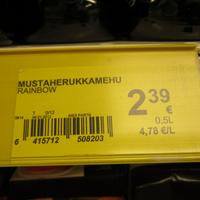 MUSTAHERUKKAMEHU
RAINBOW
2 39
€
0,5L
4,78 €/L
6 415712 508203